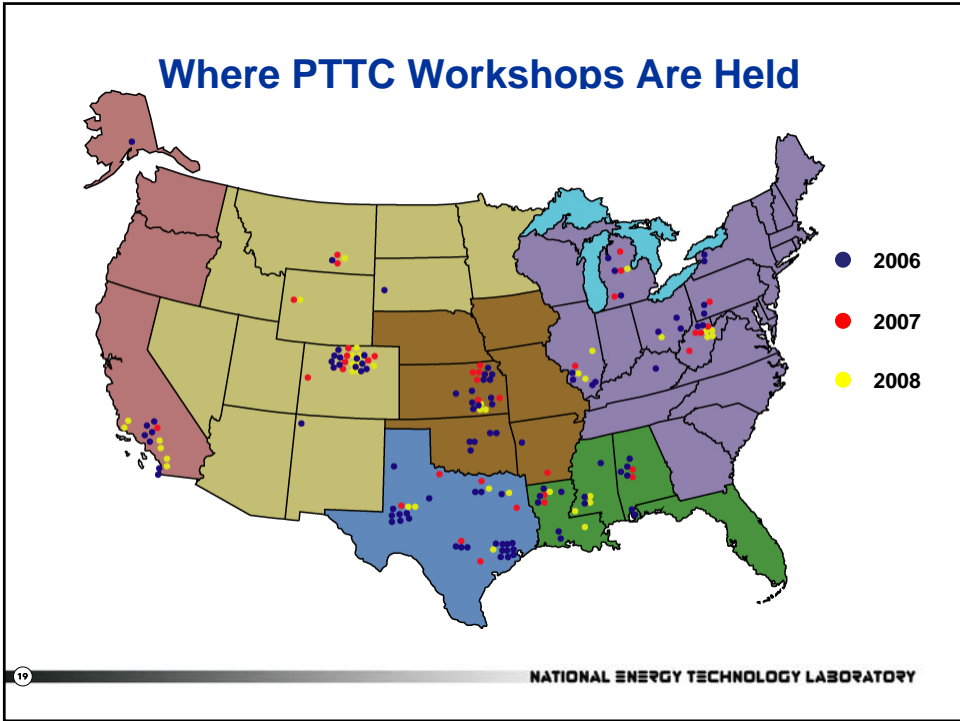 Where PTTC Workshops Are Held
2006
2007
2008
19
NATIONAL ENERGY TECHNOLOGY LABORATORY